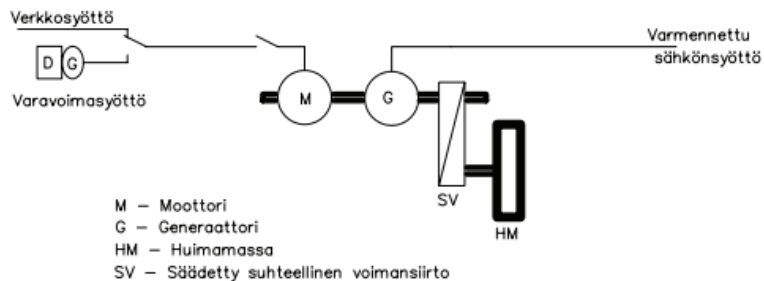 Verkkosyöttö
Varmennettu
sähkönsyöttö
D G
Varavoimasyöttö
M
G
SV
HM
M – Moottori
G – Generaattori
HM – Huimamassa
SV – Säädetty suhteellinen voimansiirto